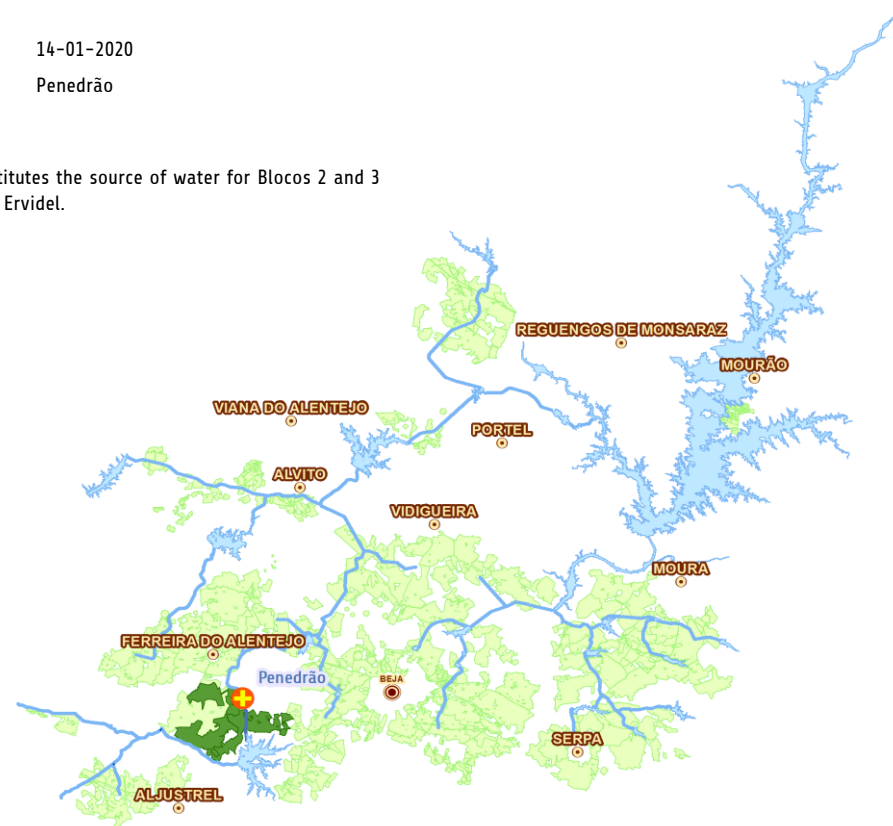 14-01-2020
Penedrão
titutes the source of water for Blocos 2 and 3
Ervidel.
REGUENGOS DE MONSARAZ
MOURÃO
VIANA DO ALENTEJO
PORTEL
ALVITO
VIDIGUEIRA
MOURA
FERREIRA DO ALENTEJO
Penedrão
BEJA
SERPA
ALJUSTREL